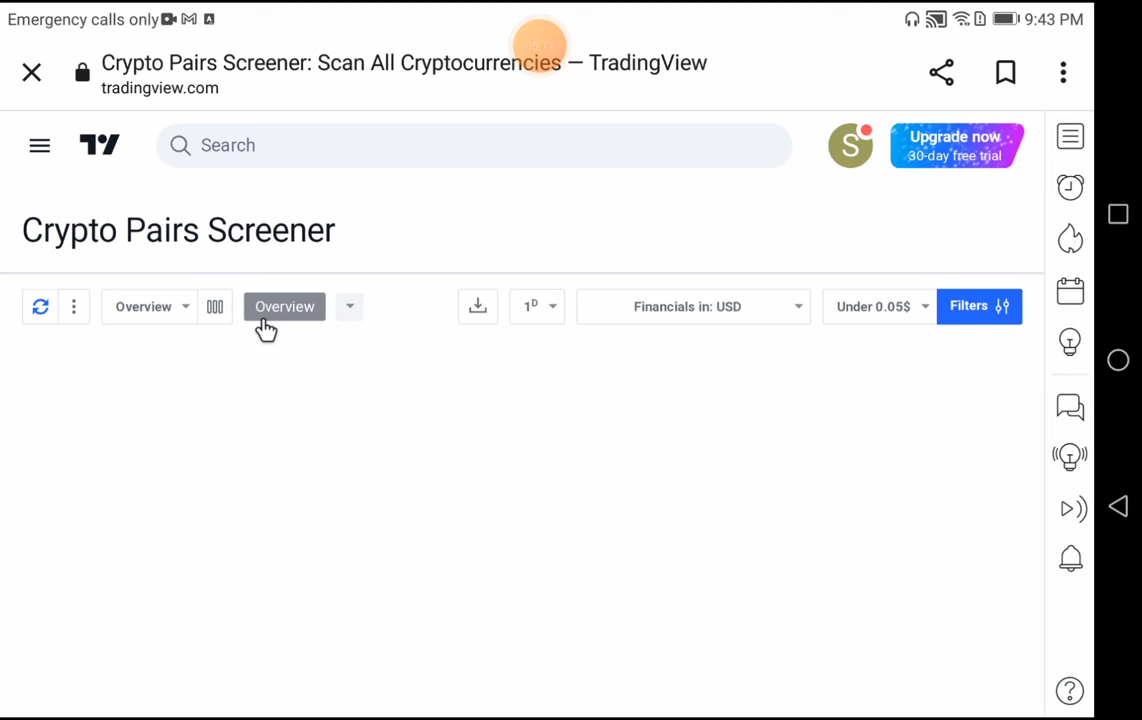 Emergency calls only
9:43 PM
Crypto Pairs Screener: Scan All Cryptocurrencies — TradingView
tradingview.com
Search
S
Upgrade now
30-day free trial
Crypto Pairs Screener
Overview
Overview
1D
Financials in: USD
Under 0.05$
Filters